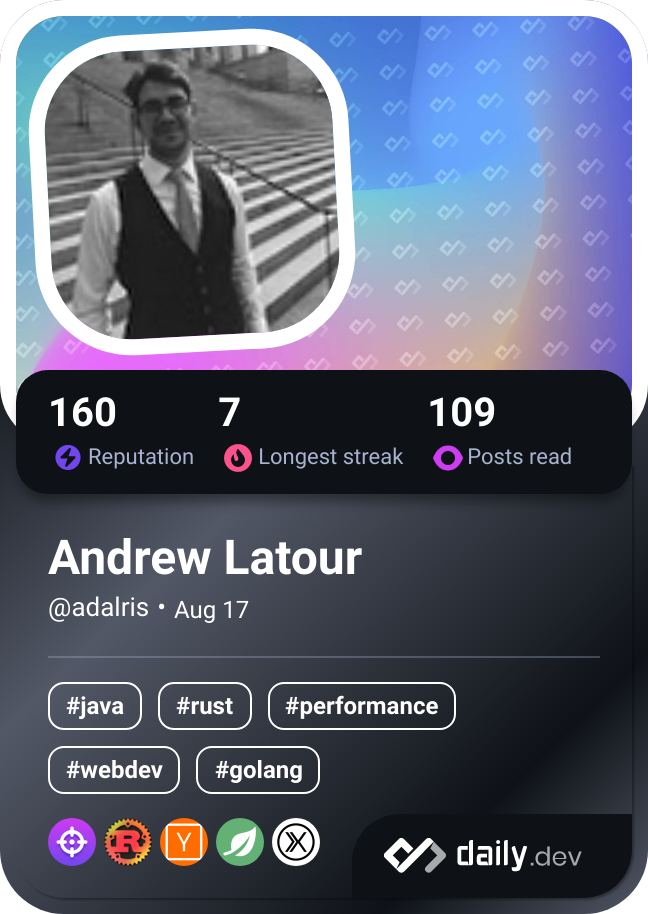 160 7 109
Reputation Longest streak Posts read
Andrew Latour
@adalris • Aug 17
#java #rust #performance
#webdev #golang
R Y X
daily.dev